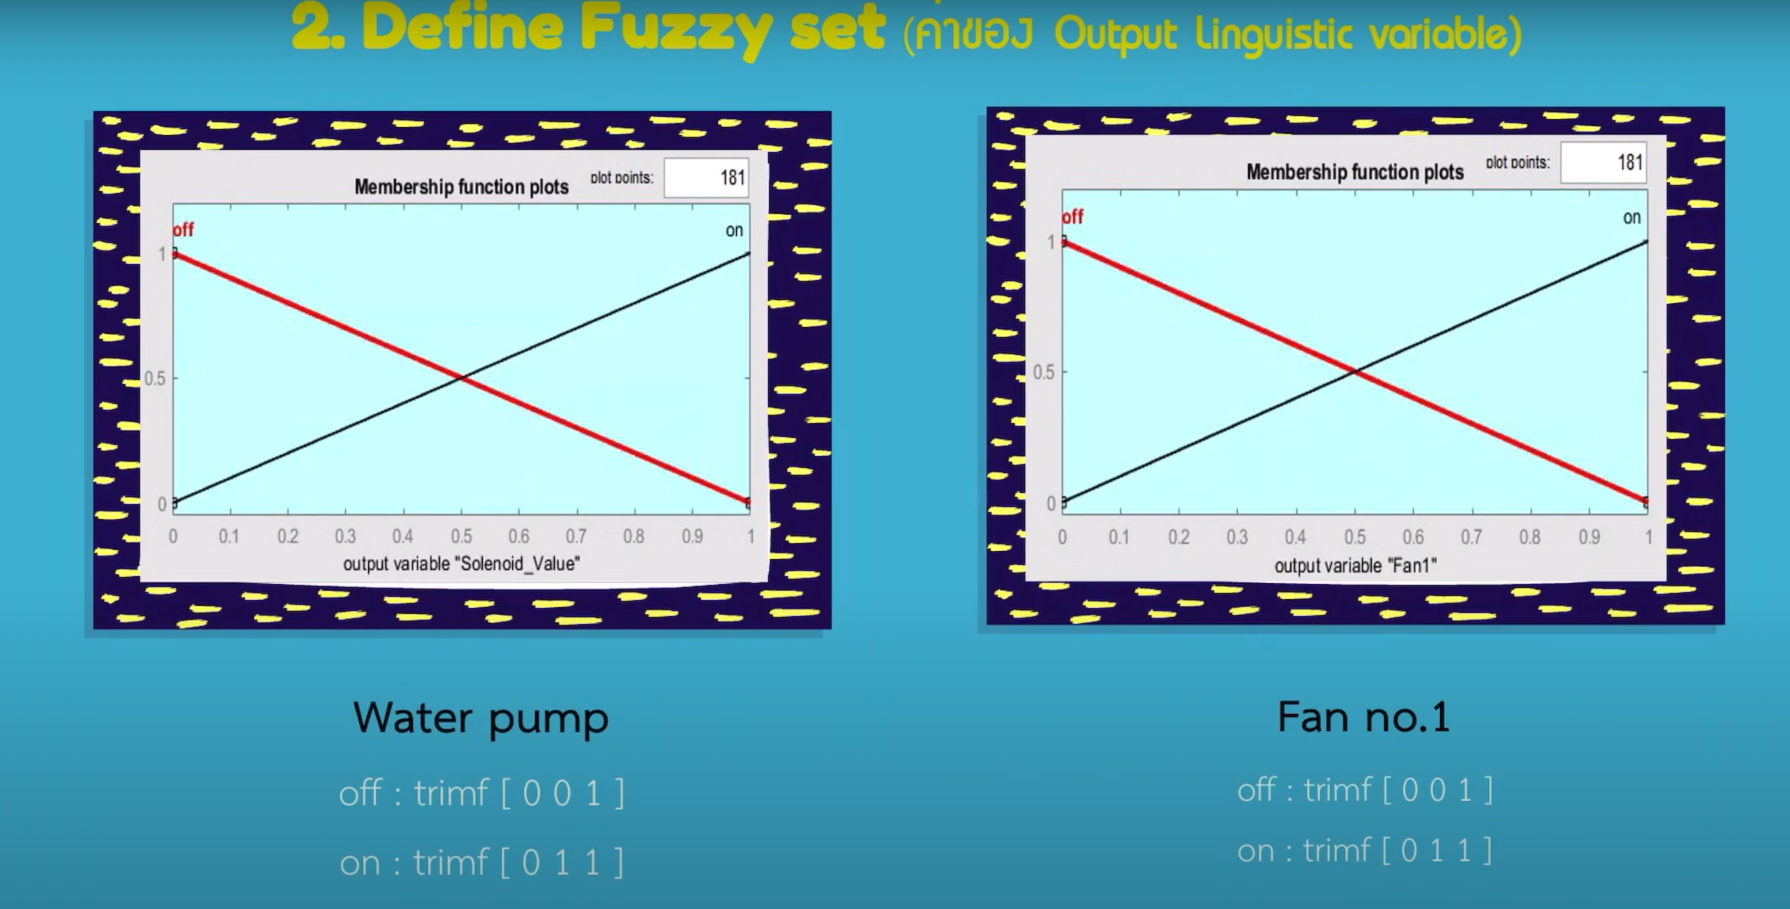 2. Define Fuzzy set (ค่าของ Output Linguistic variable)
Membership function plots
plot points:
181
off
on
1
0.5
0
0 0.1 0.2 0.3 0.4 0.5 0.6 0.7 0.8 0.9 1
output variable "Solenoid_Value"
Water pump
off : trimf [ 0 0 1 ]
on : trimf [ 0 1 1 ]
Membership function plots
plot points:
181
off
on
1
0.5
0
0 0.1 0.2 0.3 0.4 0.5 0.6 0.7 0.8 0.9 1
output variable "Fan1"
Fan no.1
off : trimf [ 0 0 1 ]
on : trimf [ 0 1 1 ]